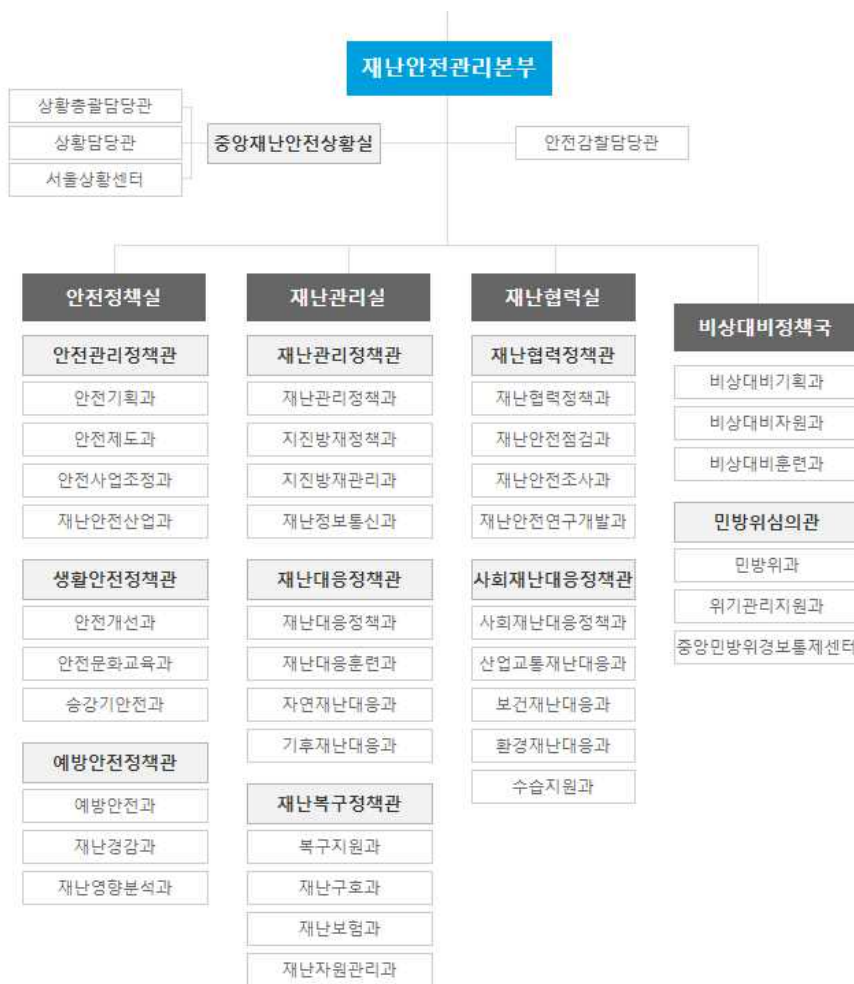 재난안전관리본부
상황총괄담당관
상황담당관
서울상황센터
중앙재난안전상황실
안전감찰담당관
안전정책실
안전관리정책관
안전기획과
안전제도과
안전사업조정과
재난안전산업과
생활안전정책관
안전개선과
안전문화교육과
승강기안전과
예방안전정책관
예방안전과
재난경감과
재난영향분석과
재난관리실
재난관리정책관
재난관리정책과
지진방재정책과
지진방재관리과
재난정보통신과
재난대응정책관
재난대응정책과
재난대응훈련과
자연재난대응과
기후재난대응과
재난복구정책관
복구지원과
재난구호과
재난보험과
재난자원관리과
재난협력실
재난협력정책관
재난협력정책과
재난안전점검과
재난안전조사과
재난안전연구개발과
사회재난대응정책관
사회재난대응정책과
산업교통재난대응과
보건재난대응과
환경재난대응과
수습지원과
비상대비정책국
비상대비기획과
비상대비자원과
비상대비훈련과
민방위심의관
민방위과
위기관리지원과
중앙민방위경보통제센터